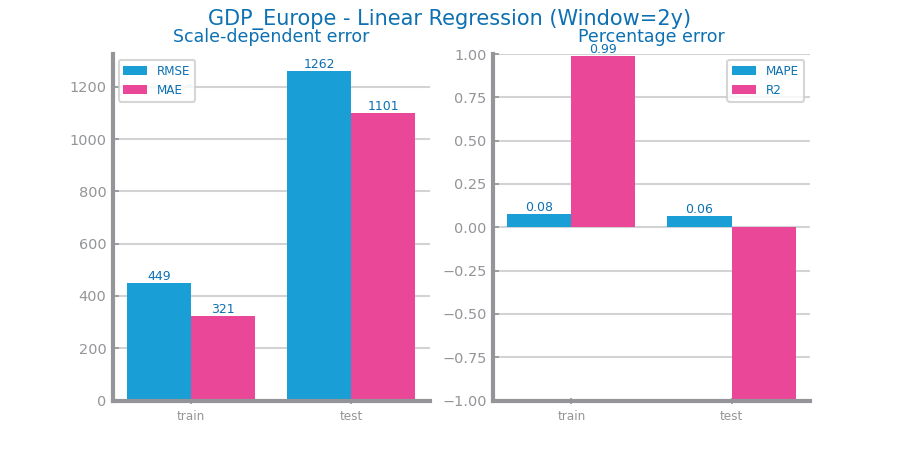 GDP_Europe - Linear Regression (Window=2y)
Scale-dependent error
Percentage error
RMSE
MAE
1200
1000
800
600
400
200
0
449
321
1262
1101
train
test
MAPE
R2
1.00
0.75
0.50
0.25
0.00
−0.25
−0.50
−0.75
−1.00
0.08
0.99
0.06
train
test